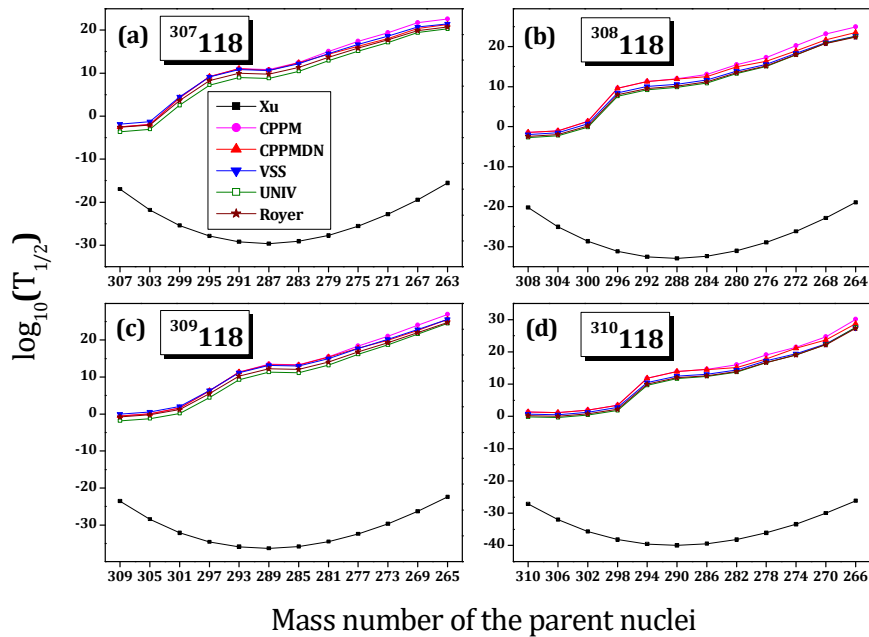 (a) ³⁰⁷118
20
10
0
-10
-20
-30
307 303 299 295 291 287 283 279 275 271 267 263
Xu
CPPM
CPPMDN
VSS
UNIV
Royer
(b) ³⁰⁸118
30
20
10
0
-10
-20
-30
308 304 300 296 292 288 284 280 276 272 268 264
(c) ³⁰⁹118
20
10
0
-10
-20
-30
309 305 301 297 293 289 285 281 277 273 269 265
(d) ³¹⁰118
30
20
10
0
-10
-20
-30
-40
310 306 302 298 294 290 286 282 278 274 270 266
log₁₀(T₁/₂)
Mass number of the parent nuclei